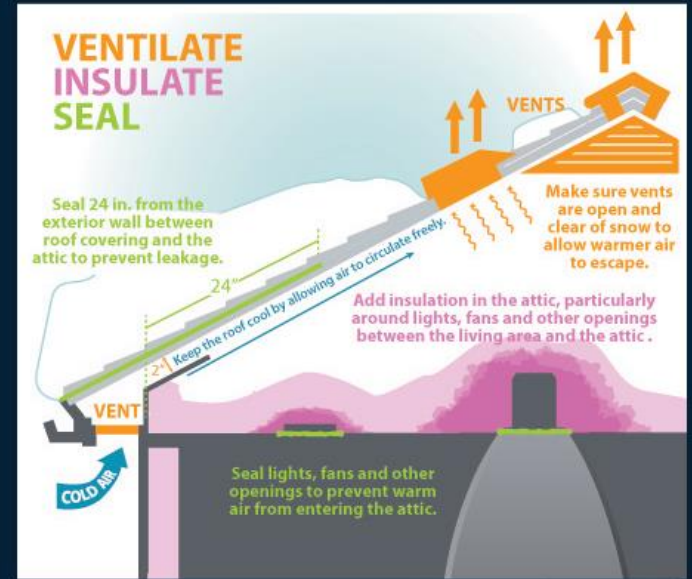 VENTILATE
INSULATE
SEAL
VENTS
Seal 24 in. from the
exterior wall between
roof covering and the
attic to prevent leakage.
Make sure vents
are open and
clear of snow to
allow warmer air
to escape.
24"
Keep the roof cool by allowing air to circulate freely.
Add insulation in the attic, particularly
around lights, fans and other openings
between the living area and the attic .
2"
VENT
COLD AIR
Seal lights, fans and other
openings to prevent warm
air from entering the attic.